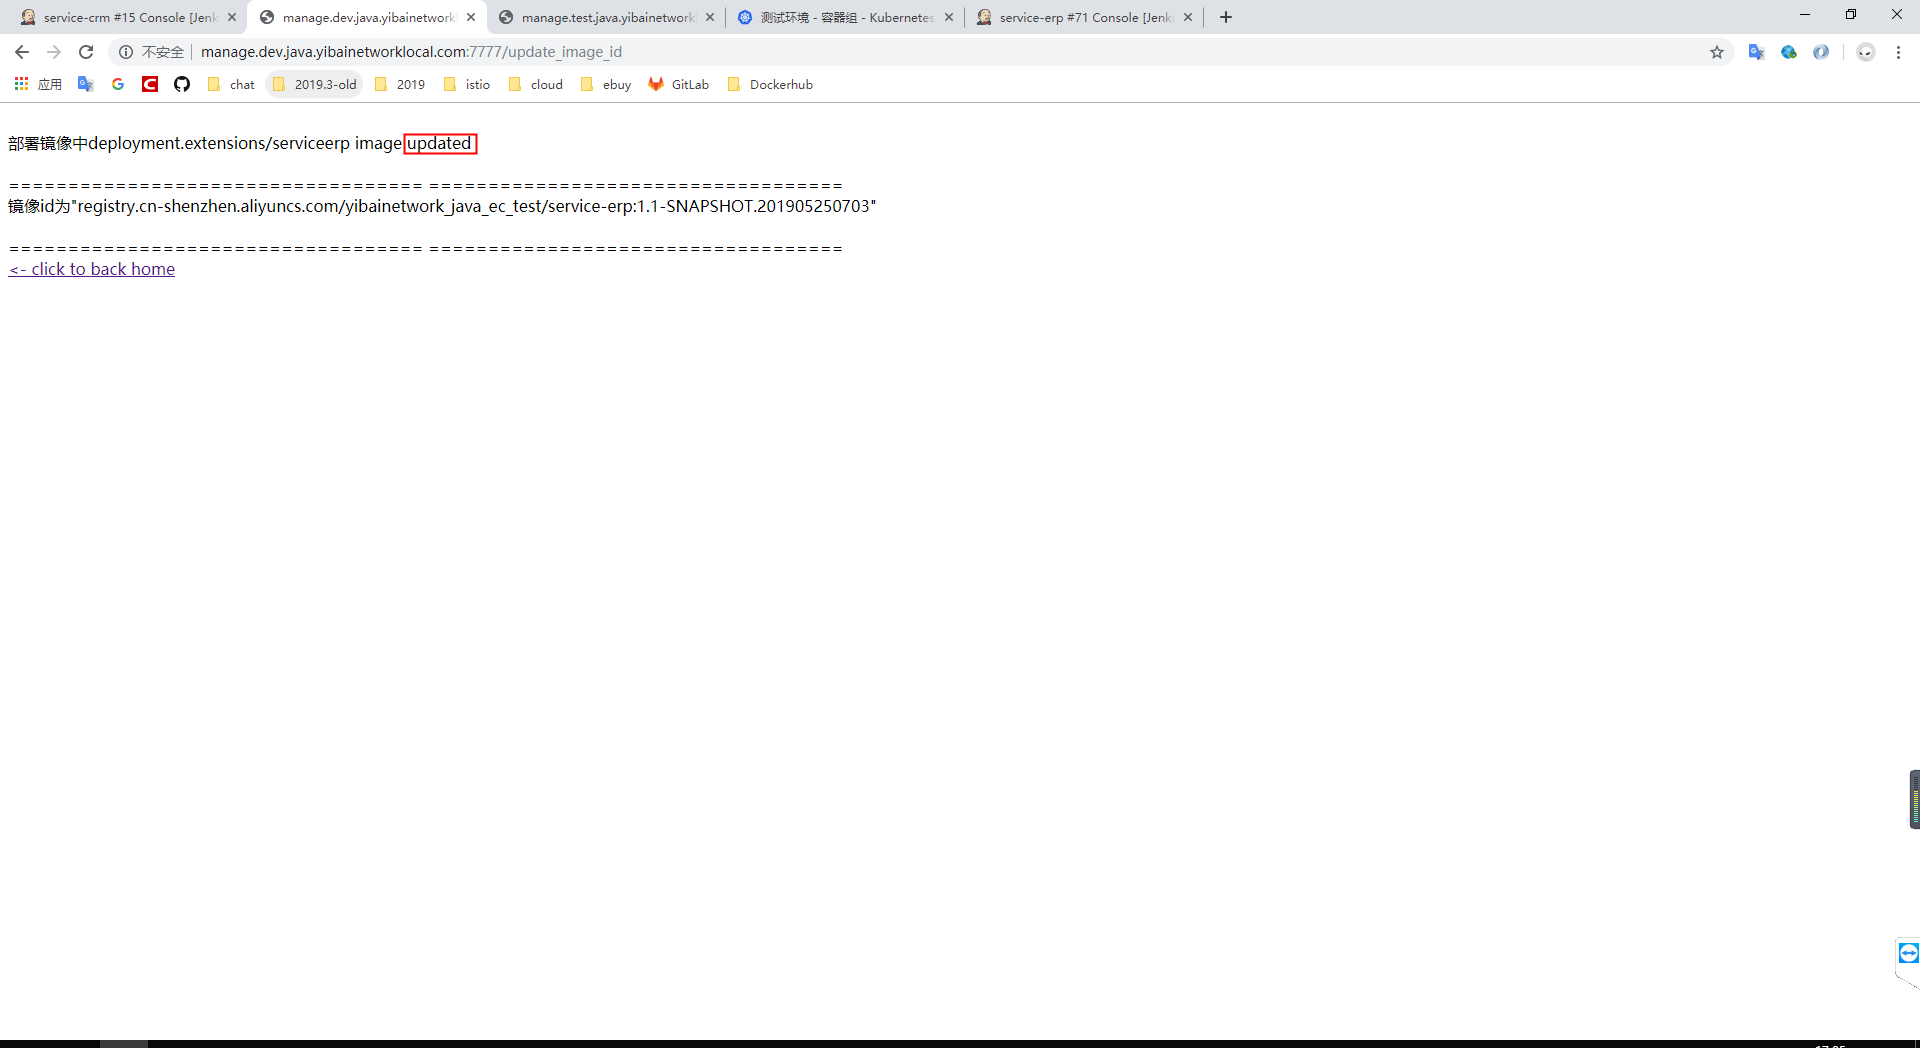 service-crm #15 Console [Jenk
manage.dev.java.yibainetworkl
manage.test.java.yibainetwork
测试环境 - 容器组 - Kubernetes
service-erp #71 Console [Jenki
不安全
manage.dev.java.yibainetworklocal.com:7777/update_image_id
应用
chat
2019.3-old
2019
istio
cloud
ebuy
GitLab
Dockerhub
部署镜像中deployment.extensions/serviceerp image updated
=================================== ===================================
镜像id为"registry.cn-shenzhen.aliyuncs.com/yibainetwork_java_ec_test/service-erp:1.1-SNAPSHOT.201905250703"
=================================== ===================================
<- click to back home